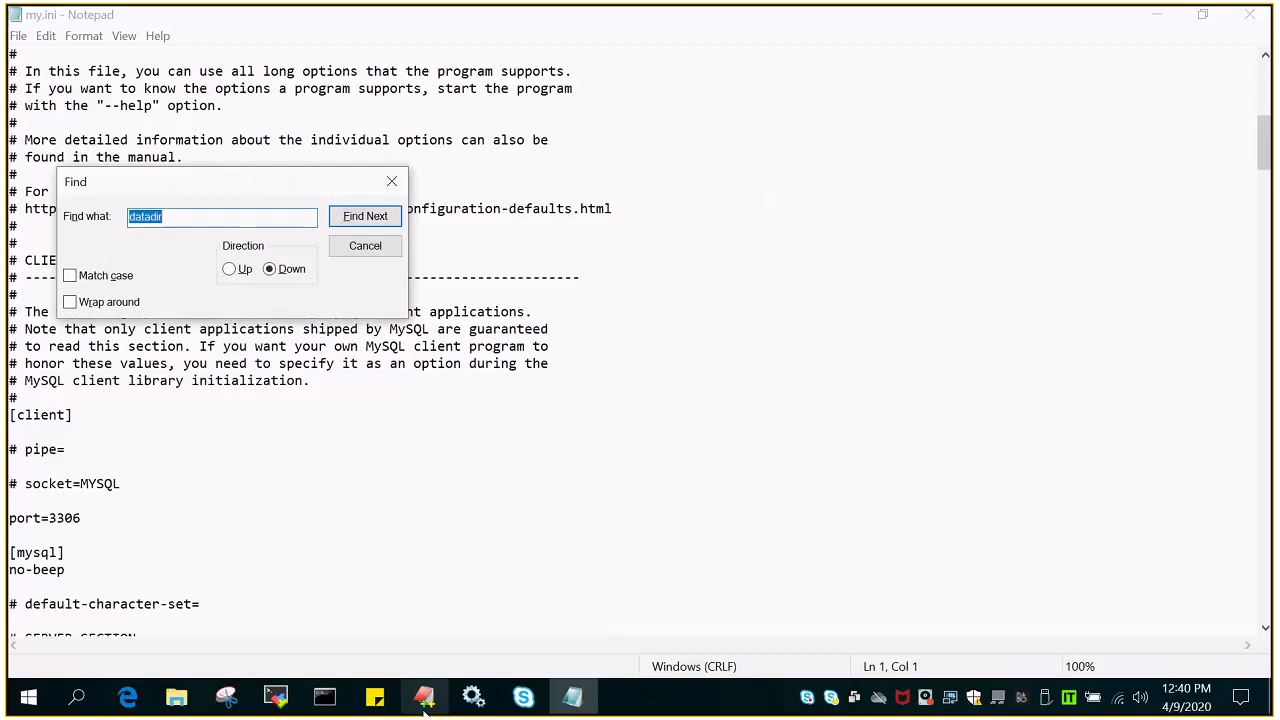 my.ini - Notepad
File Edit Format View Help
#
# In this file, you can use all long options that the program supports.
# If you want to know the options a program supports, start the program
# with the "--help" option.
#
# More detailed information about the individual options can also be
# found in the manual.
#
# For
# http onfiguration-defaults.html
#
#
# CLIE
# ----------------------------------------------------------------------
#
# The nt applications.
# Note that only client applications shipped by MySQL are guaranteed
# to read this section. If you want your own MySQL client program to
# honor these values, you need to specify it as an option during the
# MySQL client library initialization.
#
[client]
# pipe=
# socket=MYSQL
port=3306
[mysql]
no-beep
# default-character-set=
# SERVER SECTION
Find
Find what: datadir
Find Next
Direction
Cancel
Up Down
Match case
Wrap around
Windows (CRLF) Ln 1, Col 1 100%
IT
12:40 PM
4/9/2020